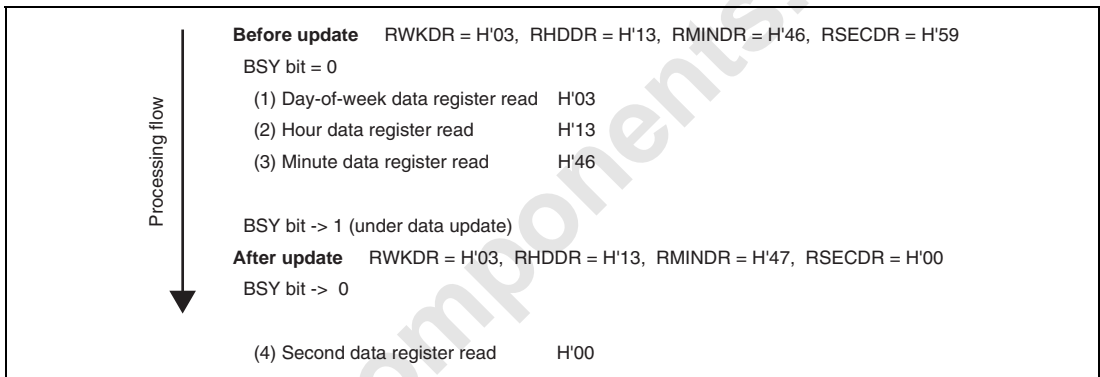 Before update RWKDR = H'03, RHDDR = H'13, RMINDR = H'46, RSECDR = H'59
BSY bit = 0
(1) Day-of-week data register read H'03
(2) Hour data register read H'13
(3) Minute data register read H'46
Processing flow
BSY bit -> 1 (under data update)
After update RWKDR = H'03, RHDDR = H'13, RMINDR = H'47, RSECDR = H'00
BSY bit -> 0
(4) Second data register read H'00
omponents.